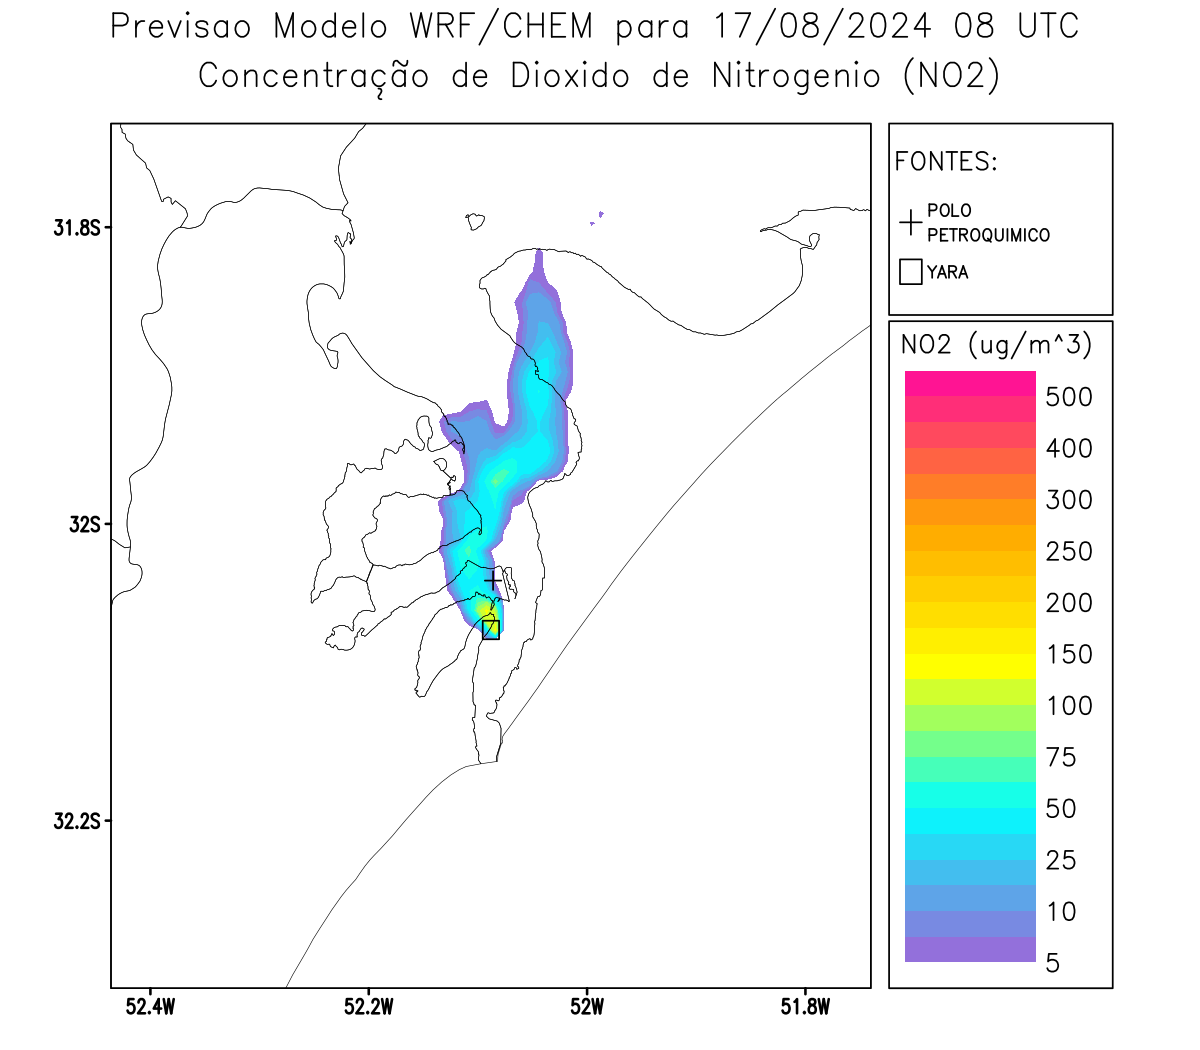 Previsao Modelo WRF/CHEM para 17/08/2024 08 UTC
Concentração de Dioxido de Nitrogenio (NO2)
FONTES:
POLO
PETROQUIMICO
YARA
NO2 (ug/m^3)
500
400
300
250
200
150
100
75
50
25
10
5
31.8S
32S
32.2S
52.4W
52.2W
52W
51.8W